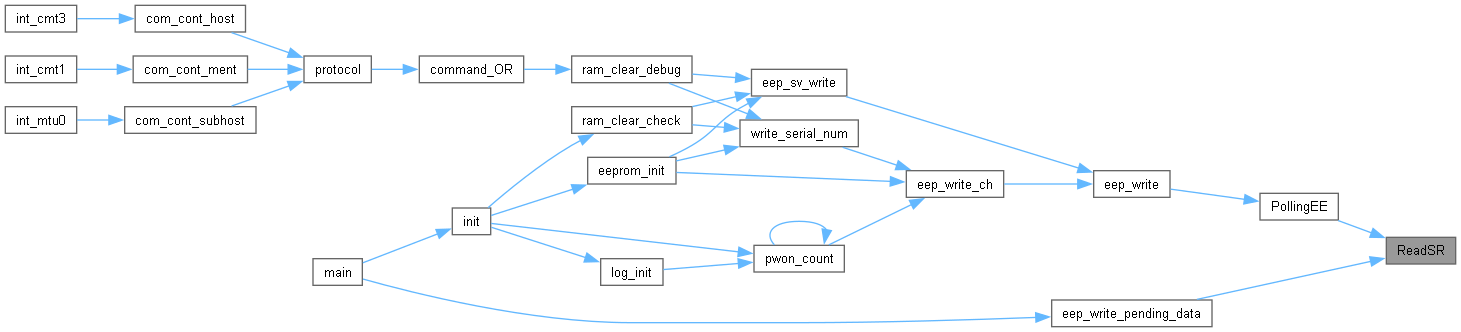 int_cmt3
com_cont_host
int_cmt1
com_cont_ment
protocol
command_OR
ram_clear_debug
eep_sv_write
int_mtu0
com_cont_subhost
ram_clear_check
write_serial_num
eeprom_init
eep_write_ch
eep_write
PollingEE
init
ReadSR
main
log_init
pwon_count
eep_write_pending_data